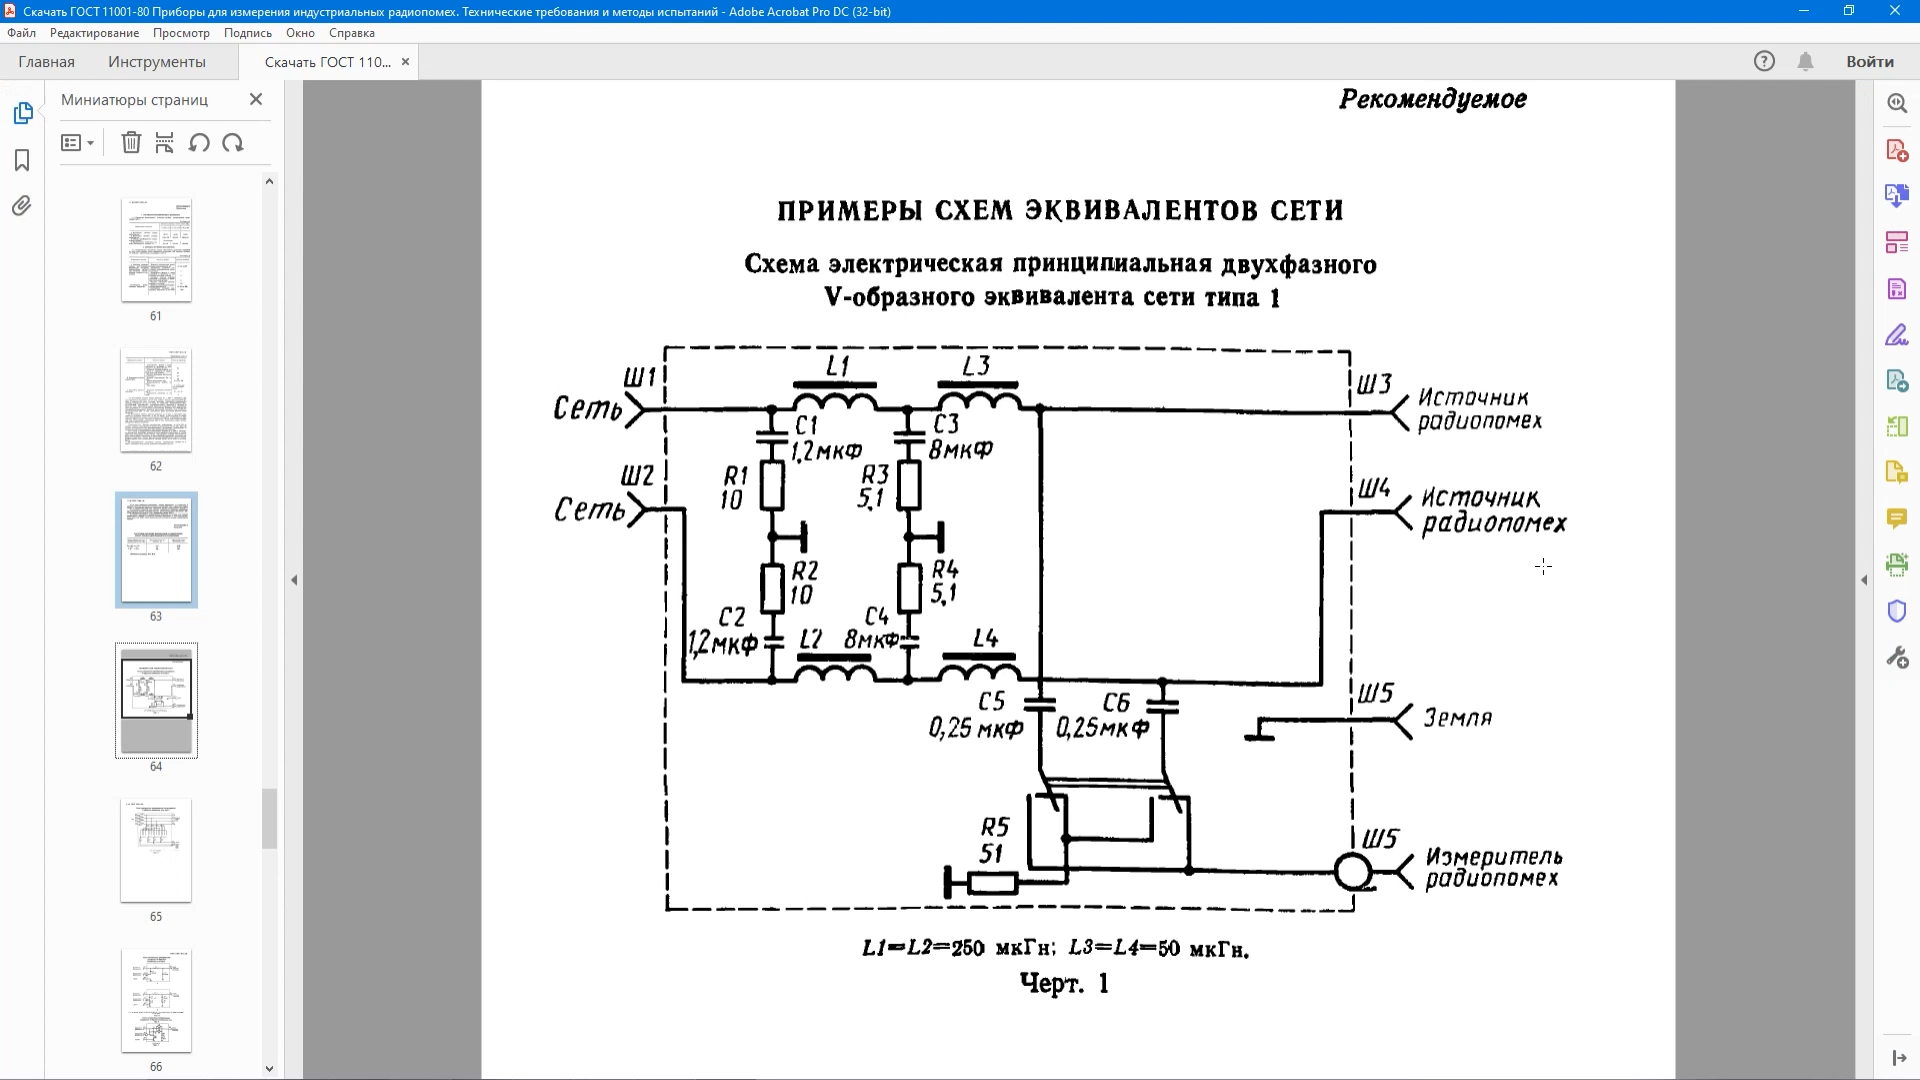 Скачать ГОСТ 11001-80 Приборы для измерения индустриальных радиопомех. Технические требования и методы испытаний - Adobe Acrobat Pro DC (32-bit)
Файл Редактирование Просмотр Подпись Окно Справка
Главная Инструменты Скачать ГОСТ 110... ×
Войти
Миниатюры страниц
61
62
63
64
65
66
Рекомендуемое
ПРИМЕРЫ СХЕМ ЭКВИВАЛЕНТОВ СЕТИ
Схема электрическая принципиальная двухфазного
V-образного эквивалента сети типа 1
L1 L3
Ш1 Ш3
Сеть Источник
радиопомех
C1 C3
1,2мкФ 8мкФ
Ш2 R1 R3 Ш4
10 5,1
Сеть Источник
радиопомех
R2 R4
10 5,1
C2 C4
1,2мкФ L2 8мкФ L4
C5 C6 Ш5
0,25 мкФ 0,25мкФ Земля
R5 Ш5
51 Измеритель
радиопомех
L1=L2=250 мкГн; L3=L4=50 мкГн.
Черт. 1